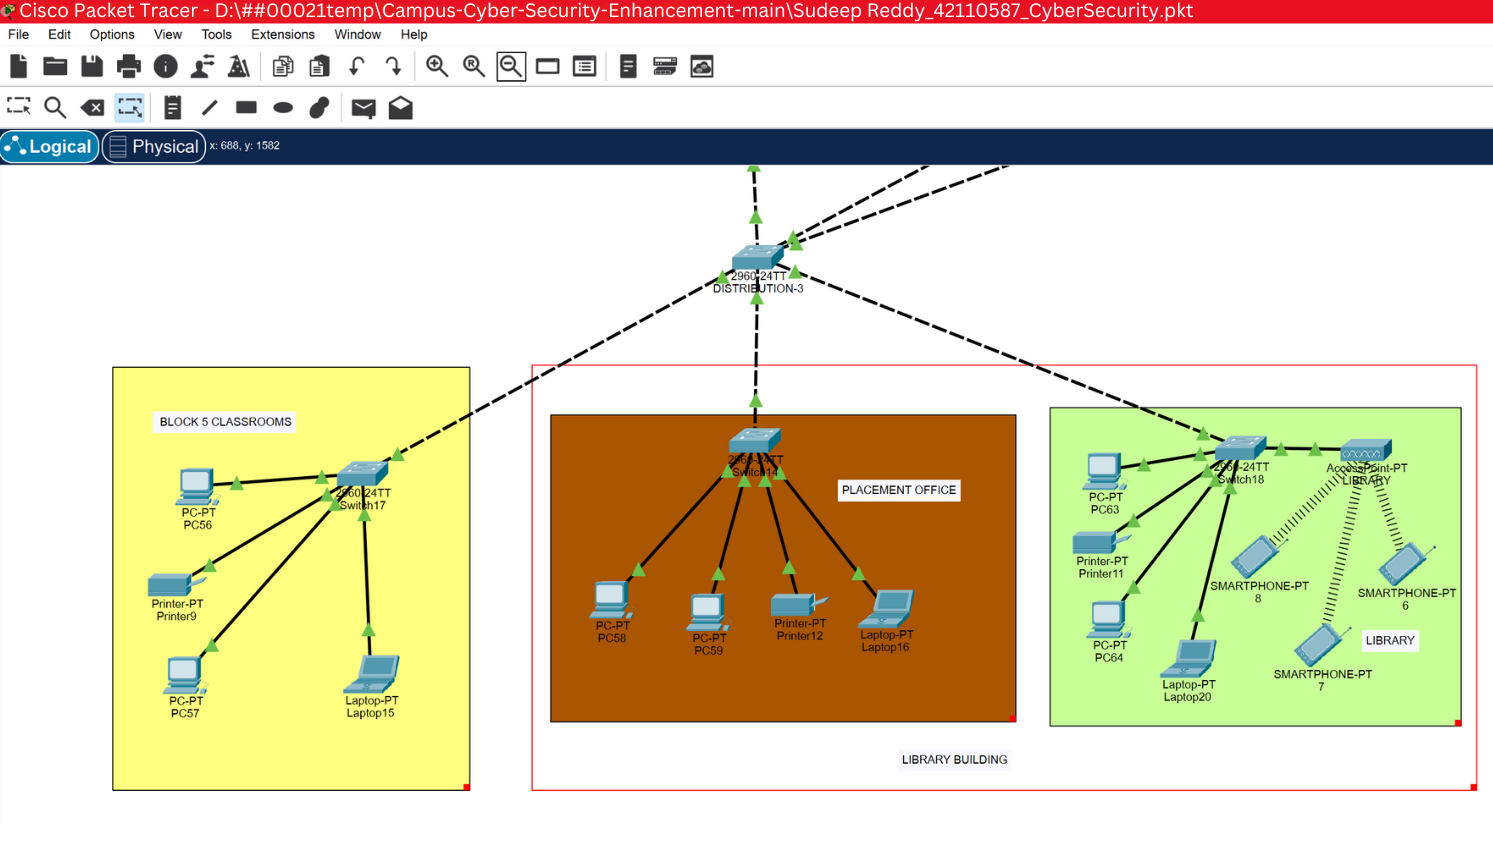 Cisco Packet Tracer - D:\##00021temp\Campus-Cyber-Security-Enhancement-main\Sudeep Reddy_42110587_CyberSecurity.pkt
File Edit Options View Tools Extensions Window Help
Logical Physical x: 688, y: 1582
2960-24TT
DISTRIBUTION-3
BLOCK 5 CLASSROOMS
2960-24TT
Switch17
PC-PT
PC56
Printer-PT
Printer9
PC-PT
PC57
Laptop-PT
Laptop15
2960-24TT
Switch14
PLACEMENT OFFICE
PC-PT
PC58
PC-PT
PC59
Printer-PT
Printer12
Laptop-PT
Laptop16
LIBRARY BUILDING
2960-24TT
Switch18
AccessPoint-PT
LIBRARY
PC-PT
PC63
Printer-PT
Printer11
SMARTPHONE-PT
8
SMARTPHONE-PT
6
PC-PT
PC64
LIBRARY
SMARTPHONE-PT
7
Laptop-PT
Laptop20